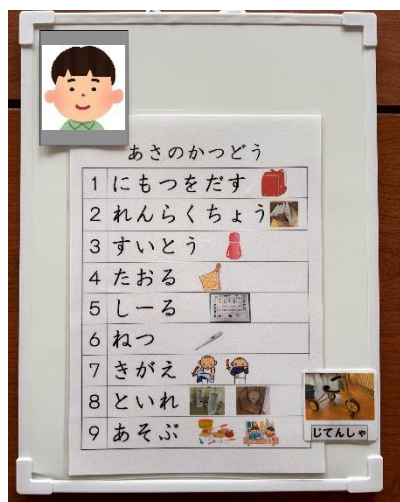 あさのかつどう
1 にもつをだす
2 れんらくちょう
3 すいとう
4 たおる
5 しーる
6 ねつ
7 きがえ
8 といれ
9 あそぶ
じてんしゃ